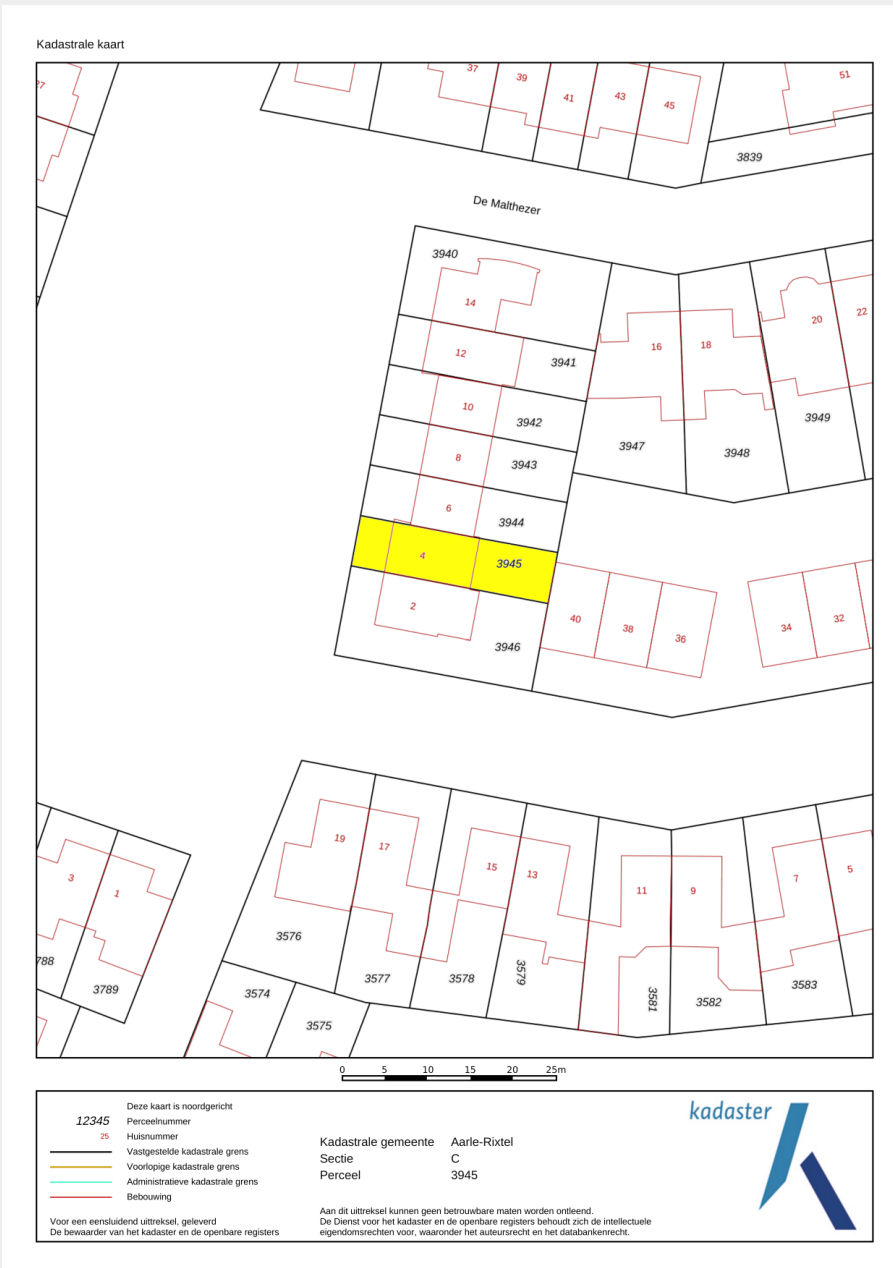 Kadastrale kaart
27
37
39
41
43
45
51
3839
De Malthezer
3940
14
12
3941
10
3942
8
3943
6
3944
4
3945
2
3946
16
18
20
22
3947
3948
3949
40
38
36
34
32
3
1
788
3789
19
17
15
13
11
9
7
5
3576
3577
3578
3579
3581
3582
3583
3574
3575
0 5 10 15 20 25m
Deze kaart is noordgericht
12345 Perceelnummer
25 Huisnummer
Vastgestelde kadastrale grens
Voorlopige kadastrale grens
Administratieve kadastrale grens
Bebouwing
Voor een eensluidend uittreksel, geleverd
De bewaarder van het kadaster en de openbare registers
Kadastrale gemeente Aarle-Rixtel
Sectie C
Perceel 3945
Aan dit uittreksel kunnen geen betrouwbare maten worden ontleend.
De Dienst voor het kadaster en de openbare registers behoudt zich de intellectuele
eigendomsrechten voor, waaronder het auteursrecht en het databankenrecht.
kadaster